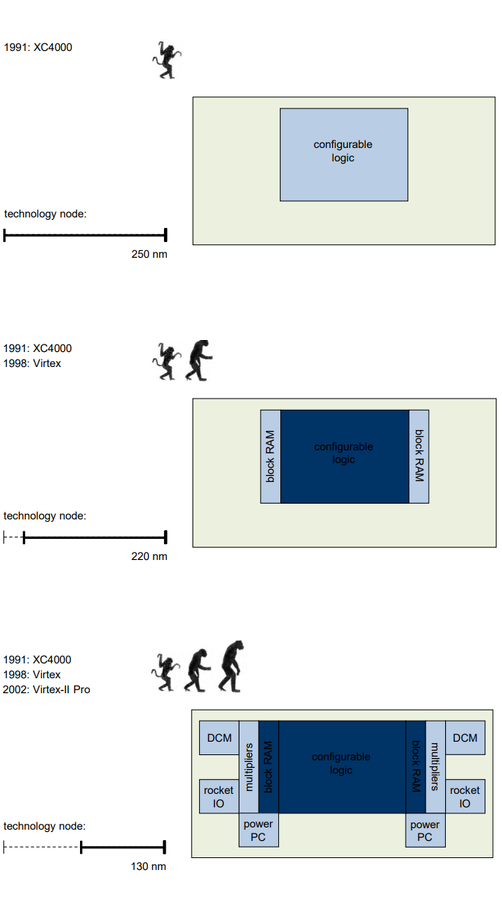 1991: XC4000
configurable
logic
technology node:
250 nm
1991: XC4000
1998: Virtex
block RAM
configurable
logic
block RAM
technology node:
220 nm
1991: XC4000
1998: Virtex
2002: Virtex-II Pro
DCM
multipliers
block RAM
configurable
logic
block RAM
multipliers
DCM
rocket
IO
rocket
IO
power
PC
power
PC
technology node:
130 nm